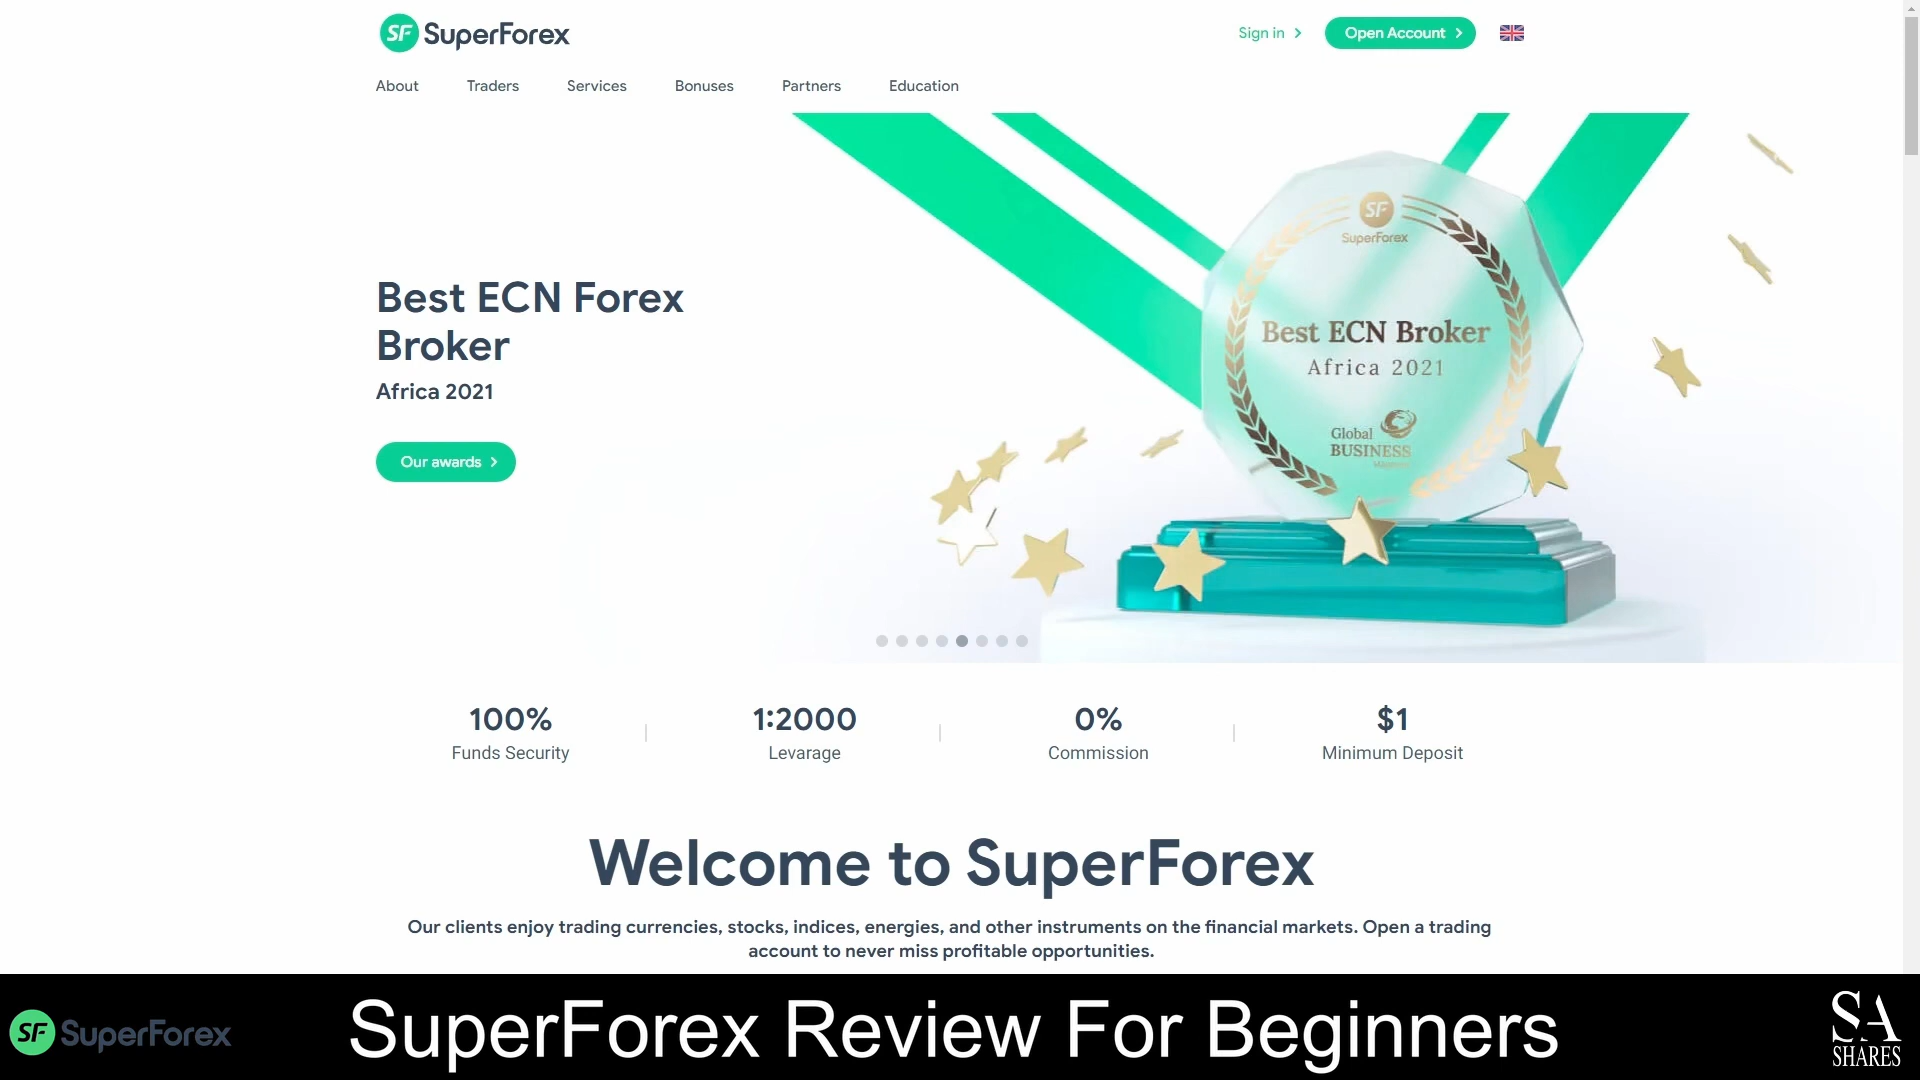 SF SuperForex
Sign in
Open Account
About
Traders
Services
Bonuses
Partners
Education
Best ECN Forex
Broker
Africa 2021
Our awards
SF
SuperForex
Best ECN Broker
Africa 2021
Global
BUSINESS
100%
Funds Security
1:2000
Levarage
0%
Commission
$1
Minimum Deposit
Welcome to SuperForex
Our clients enjoy trading currencies, stocks, indices, energies, and other instruments on the financial markets. Open a trading
account to never miss profitable opportunities.
SF SuperForex
SuperForex Review For Beginners
SA
SHARES